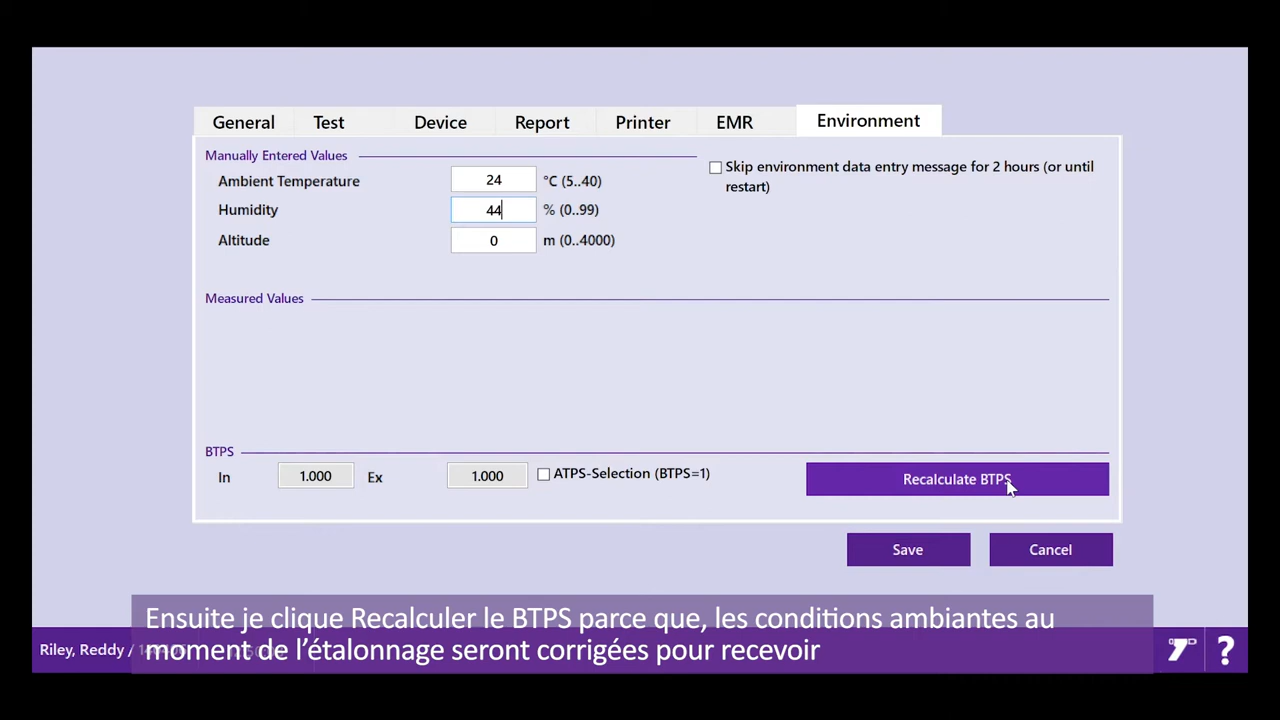 General Test Device Report Printer EMR Environment
Manually Entered Values
Skip environment data entry message for 2 hours (or until
restart)
Ambient Temperature 24 °C (5..40)
Humidity 44 % (0..99)
Altitude 0 m (0..4000)
Measured Values
BTPS
In 1.000 Ex 1.000 ATPS-Selection (BTPS=1) Recalculate BTPS
Save Cancel
Ensuite je clique Recalculer le BTPS parce que, les conditions ambiantes au
moment de l’étalonnage seront corrigées pour recevoir
Riley, Reddy /
?